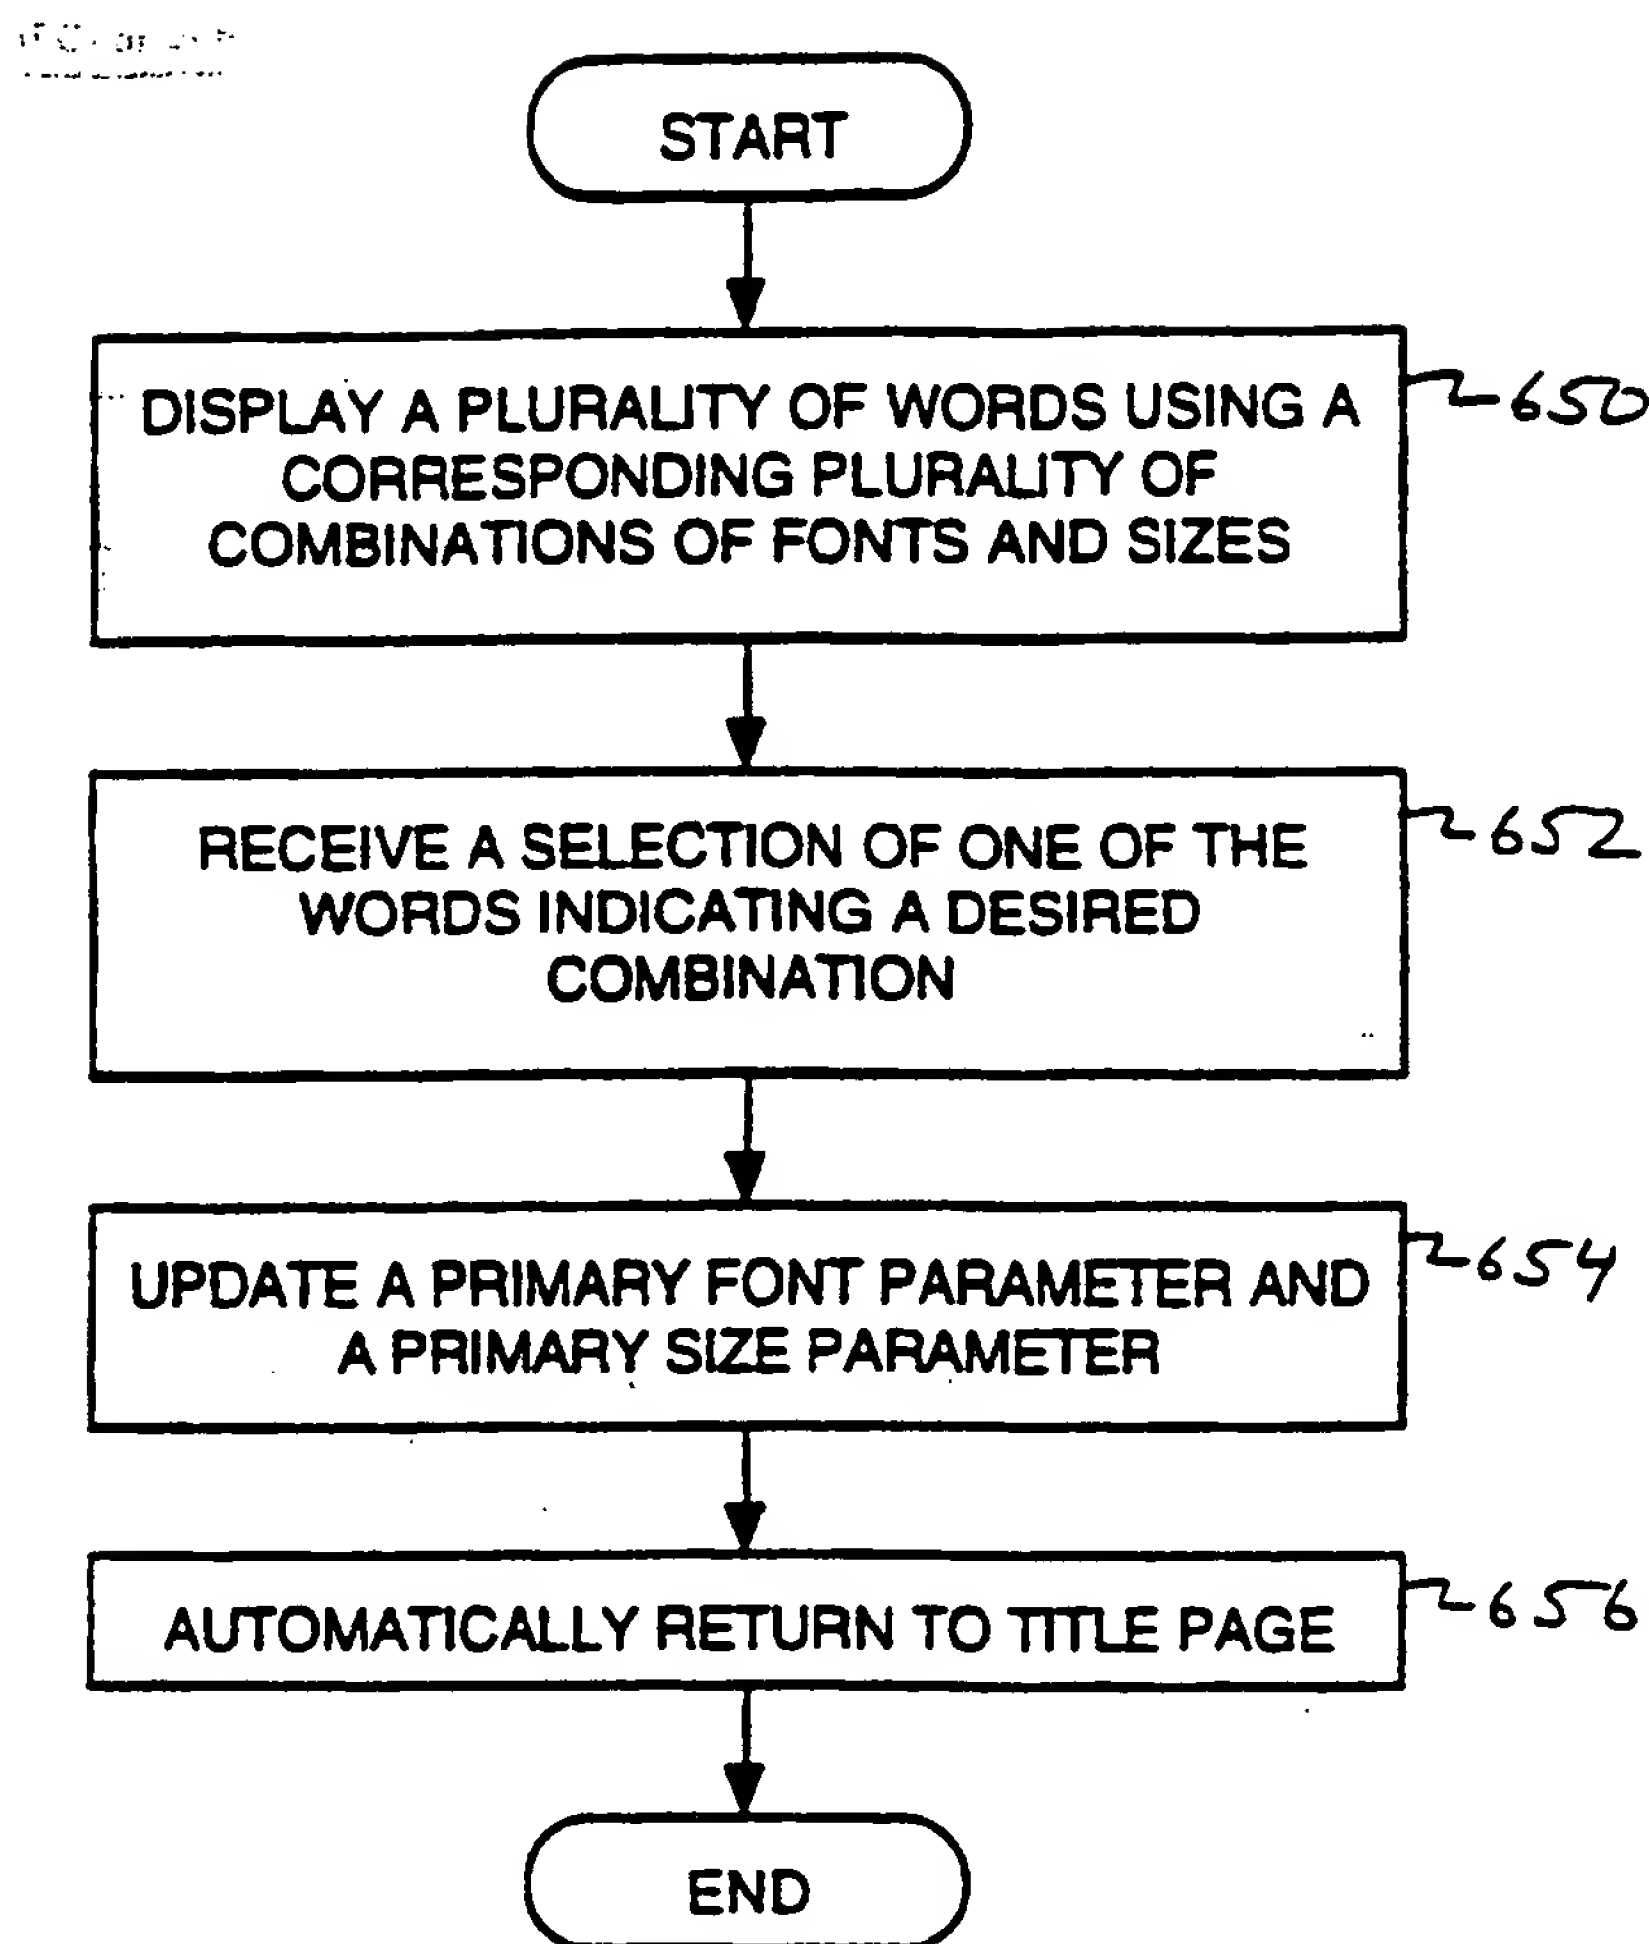 START
DISPLAY A PLURALITY OF WORDS USING A
CORRESPONDING PLURALITY OF
COMBINATIONS OF FONTS AND SIZES
650
RECEIVE A SELECTION OF ONE OF THE
WORDS INDICATING A DESIRED
COMBINATION
652
UPDATE A PRIMARY FONT PARAMETER AND
A PRIMARY SIZE PARAMETER
654
AUTOMATICALLY RETURN TO TITLE PAGE
656
END